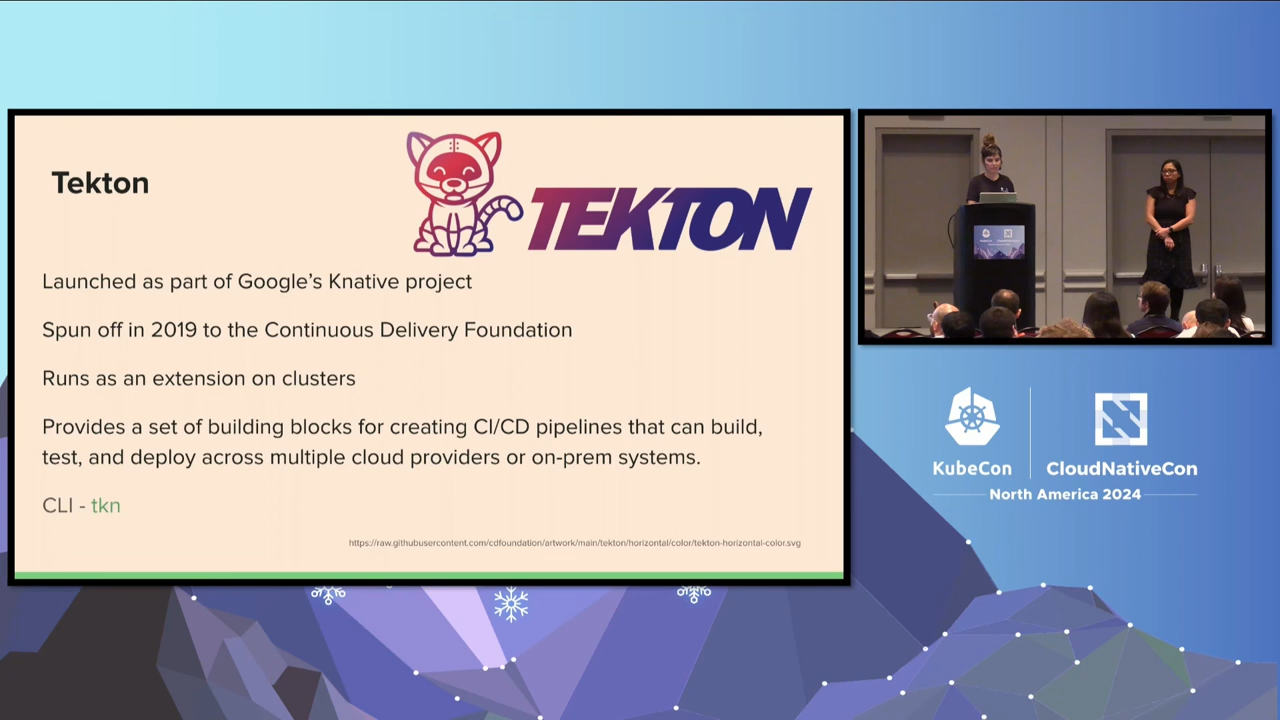 Tekton
TEKTON
Launched as part of Google’s Knative project
Spun off in 2019 to the Continuous Delivery Foundation
Runs as an extension on clusters
Provides a set of building blocks for creating CI/CD pipelines that can build,
test, and deploy across multiple cloud providers or on-prem systems.
CLI - tkn
https://raw.githubusercontent.com/cdfoundation/artwork/main/tekton/horizontal/color/tekton-horizontal-color.svg
KubeCon
CloudNativeCon
North America 2024